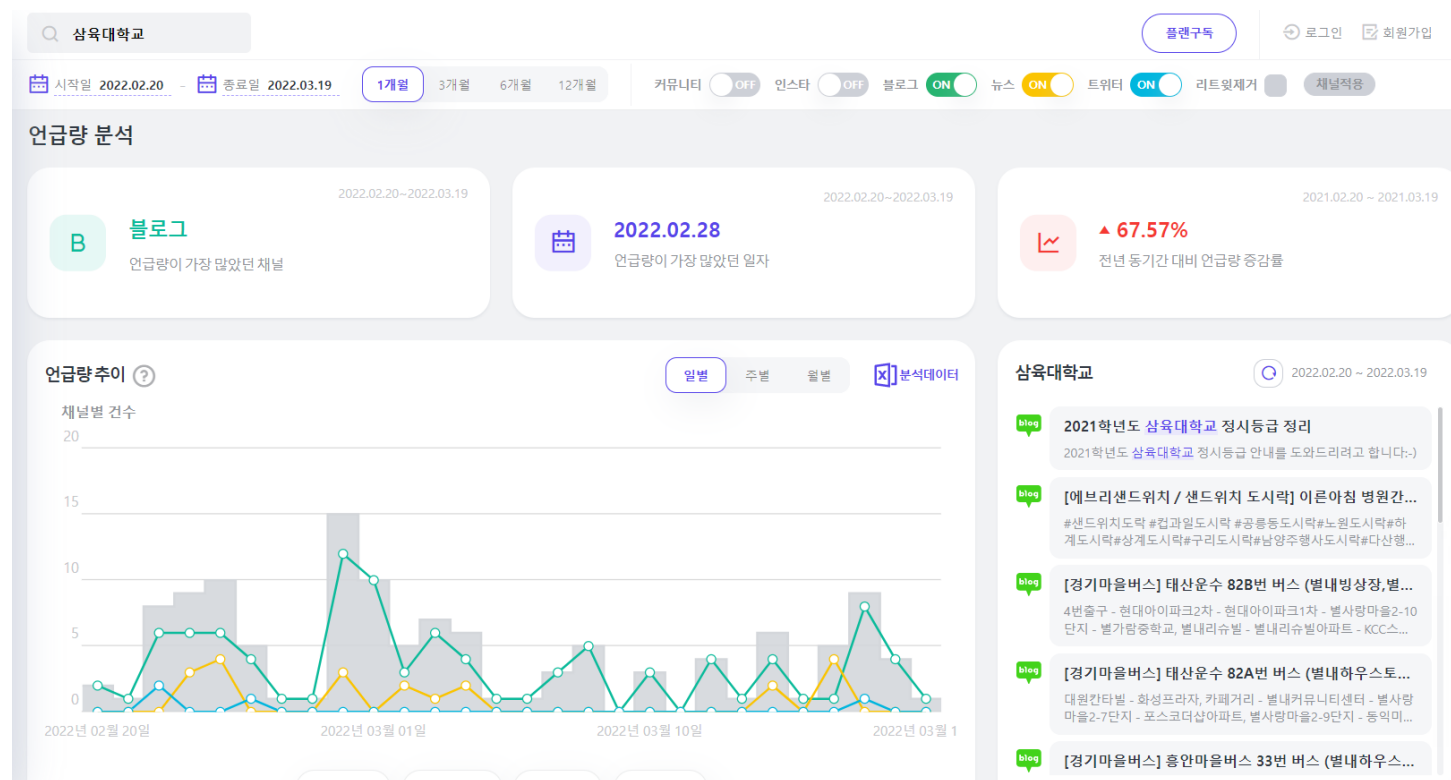 삼육대학교
플랜구독
로그인
회원가입
시작일 2022.02.20 - 종료일 2022.03.19
1개월 3개월 6개월 12개월
커뮤니티 OFF 인스타 OFF 블로그 ON 뉴스 ON 트위터 ON 리트윗제거 채널적용
언급량 분석
2022.02.20~2022.03.19
B
블로그
언급량이 가장 많았던 채널
2022.02.20~2022.03.19
2022.02.28
언급량이 가장 많았던 일자
2021.02.20 ~ 2021.03.19
▲ 67.57%
전년 동기간 대비 언급량 증감률
언급량 추이 ?
일별 주별 월별
X 분석데이터
채널별 건수
20
15
10
5
0
2022년 02월 20일 2022년 03월 01일 2022년 03월 10일 2022년 03월 1
삼육대학교
2022.02.20 ~ 2022.03.19
blog
2021학년도 삼육대학교 정시등급 정리
2021학년도 삼육대학교 정시등급 안내를 도와드리려고 합니다:-)
blog
[에브리샌드위치 / 샌드위치 도시락] 이른아침 병원간...
#샌드위치도락 #컵과일도시락 #공릉동도시락#노원도시락#하
계도시락#상계도시락#구리도시락#남양주행사도시락#다산행...
blog
[경기마을버스] 태산운수 82B번 버스 (별내빙상장,별...
4번출구 - 현대아이파크2차 - 현대아이파크1차 - 별사랑마을2-10
단지 - 별가람중학교, 별내리슈빌 - 별내리슈빌아파트 - KCC스...
blog
[경기마을버스] 태산운수 82A번 버스 (별내하우스토...
대원칸타빌 - 화성프라자, 카페거리 - 별내커뮤니티센터 - 별사랑
마을2-7단지 - 포스코더샵아파트, 별사랑마을2-9단지 - 동익미...
blog
[경기마을버스] 흥안마을버스 33번 버스 (별내하우스...